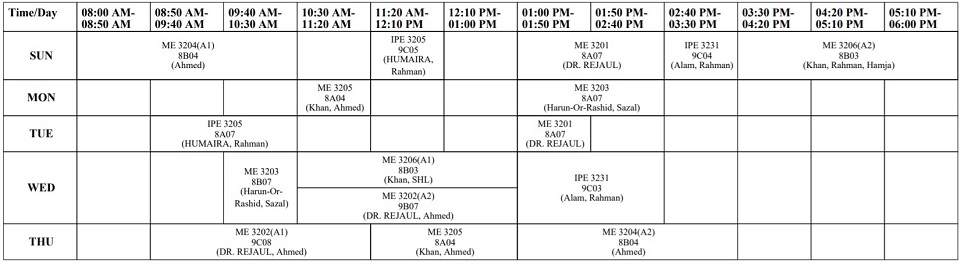 Time/Day 08:00 AM- 08:50 AM- 09:40 AM- 10:30 AM- 11:20 AM- 12:10 PM- 01:00 PM- 01:50 PM- 02:40 PM- 03:30 PM- 04:20 PM- 05:10 PM-
08:50 AM 09:40 AM 10:30 AM 11:20 AM 12:10 PM 01:00 PM 01:50 PM 02:40 PM 03:30 PM 04:20 PM 05:10 PM 06:00 PM
SUN
ME 3204(A1)
8B04
(Ahmed)
IPE 3205
9C05
(HUMAIRA,
Rahman)
ME 3201
8A07
(DR. REJAUL)
IPE 3231
9C04
(Alam, Rahman)
ME 3206(A2)
8B03
(Khan, Rahman, Hamja)
MON
ME 3205
8A04
(Khan, Ahmed)
ME 3203
8A07
(Harun-Or-Rashid, Sazal)
TUE
IPE 3205
8A07
(HUMAIRA, Rahman)
ME 3201
8A07
(DR. REJAUL)
WED
ME 3203
8B07
(Harun-Or-
Rashid, Sazal)
ME 3206(A1)
8B03
(Khan, SHL)
ME 3202(A2)
9B07
(DR. REJAUL, Ahmed)
IPE 3231
9C03
(Alam, Rahman)
THU
ME 3202(A1)
9C08
(DR. REJAUL, Ahmed)
ME 3205
8A04
(Khan, Ahmed)
ME 3204(A2)
8B04
(Ahmed)